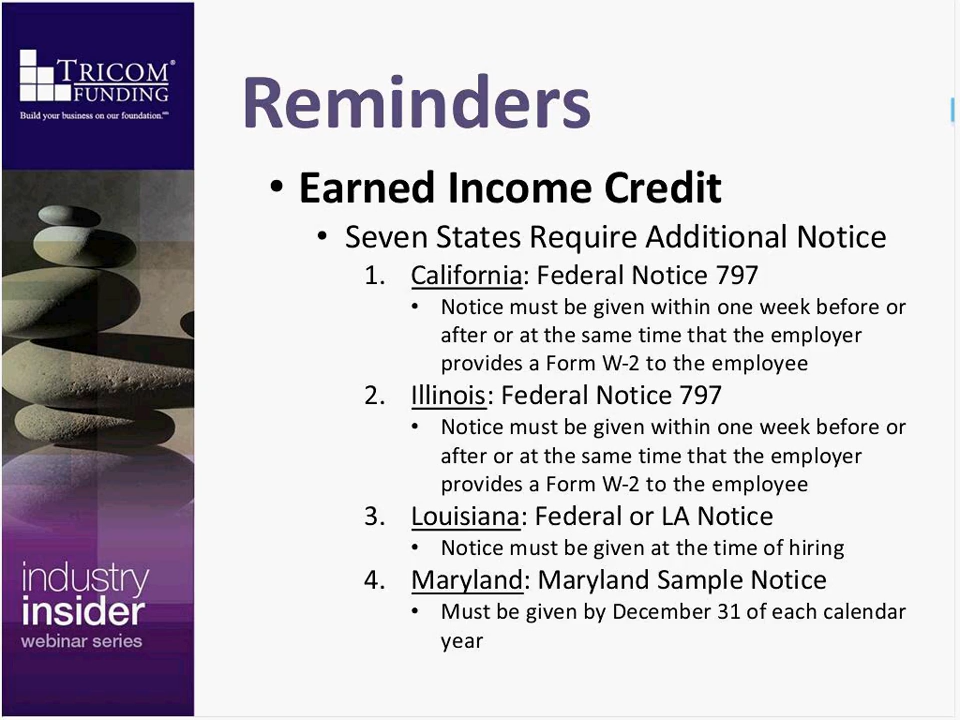 TRICOM®
FUNDING
Build your business on our foundation.℠
Reminders
• Earned Income Credit
• Seven States Require Additional Notice
1. California: Federal Notice 797
• Notice must be given within one week before or
after or at the same time that the employer
provides a Form W-2 to the employee
2. Illinois: Federal Notice 797
• Notice must be given within one week before or
after or at the same time that the employer
provides a Form W-2 to the employee
3. Louisiana: Federal or LA Notice
• Notice must be given at the time of hiring
4. Maryland: Maryland Sample Notice
• Must be given by December 31 of each calendar
year
industry
insider
webinar series